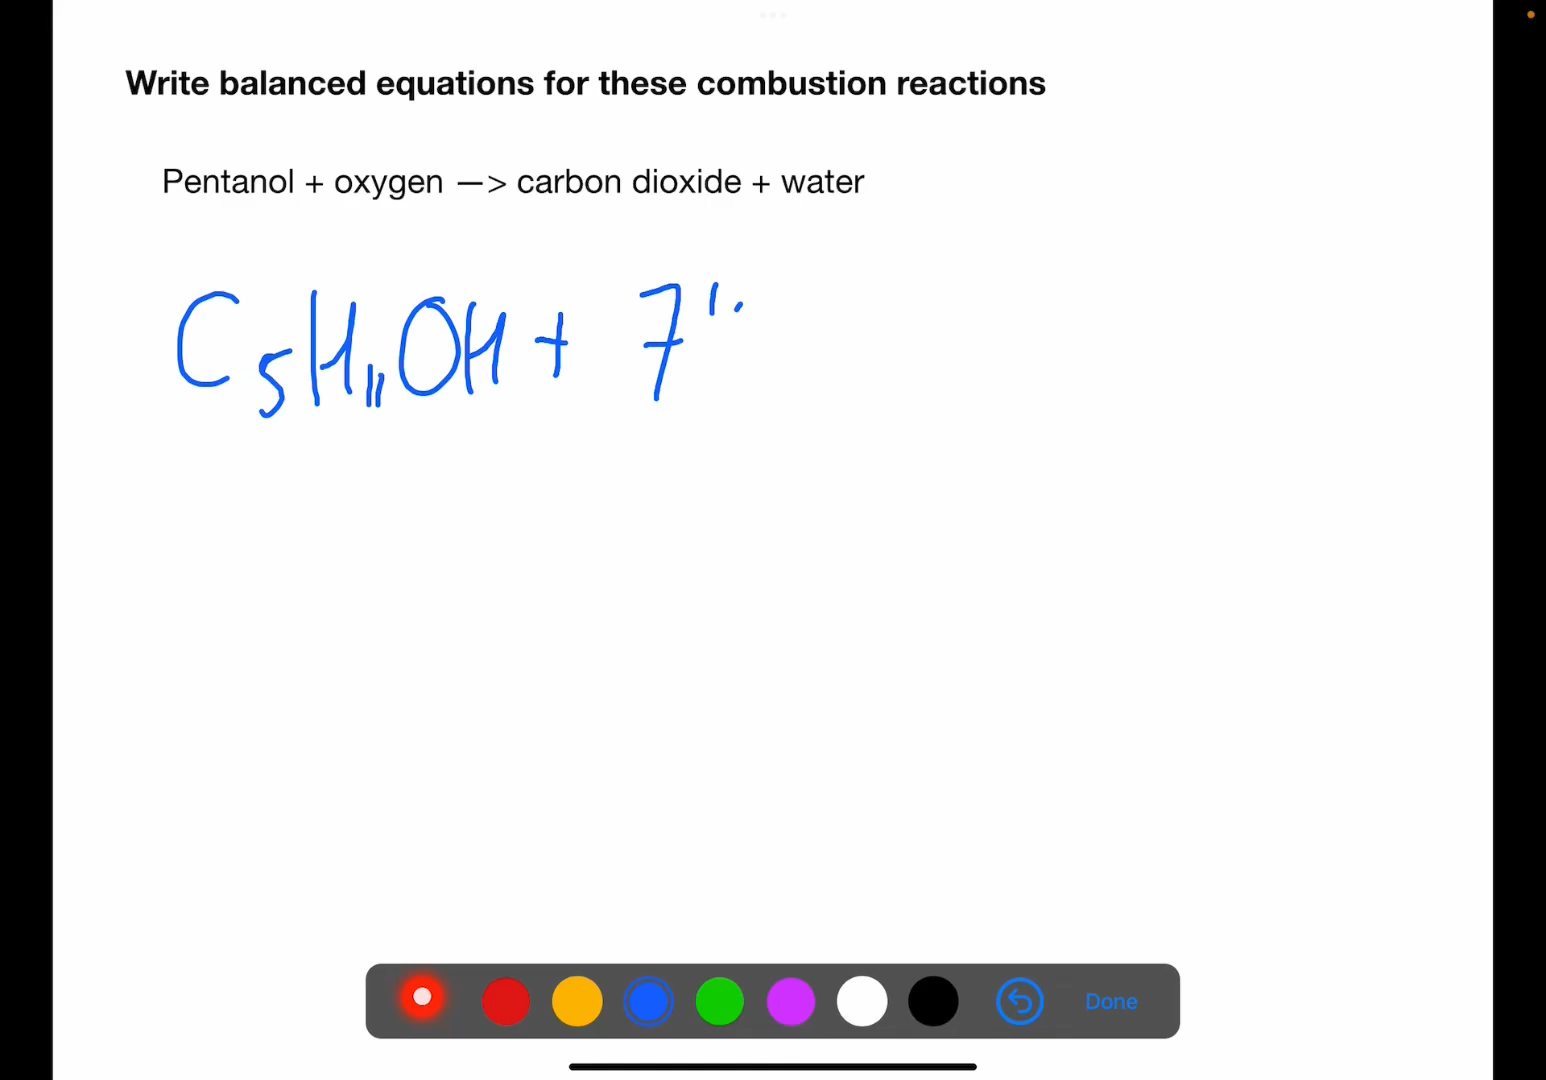 Write balanced equations for these combustion reactions
Pentanol + oxygen —> carbon dioxide + water
C₅H₁₁OH + 7
Done